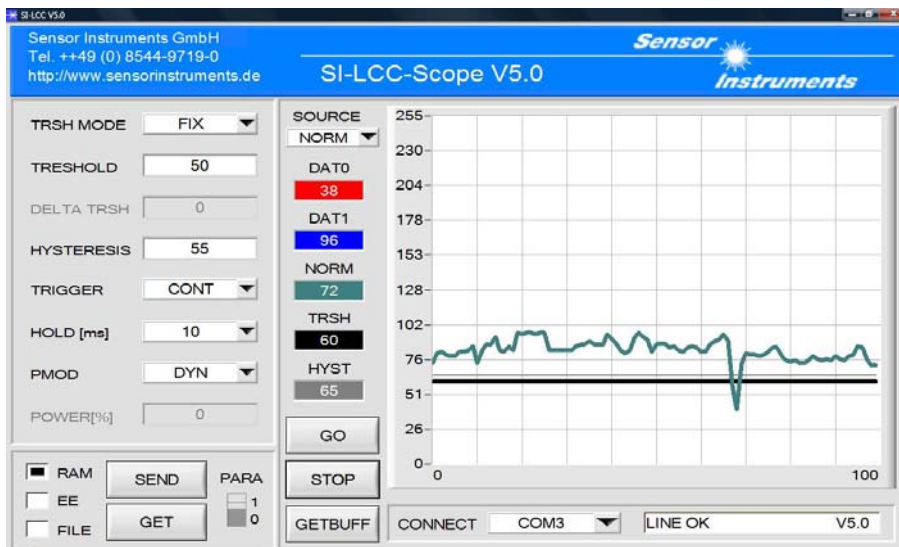 SI-LCC V5.0
Sensor Instruments GmbH
Tel. ++49 (0) 8544-9719-0
http://www.sensorinstruments.de
SI-LCC-Scope V5.0
Sensor
Instruments
TRSH MODE FIX
TRESHOLD 50
DELTA TRSH 0
HYSTERESIS 55
TRIGGER CONT
HOLD [ms] 10
PMOD DYN
POWER[%] 0
RAM
EE
FILE
SEND
GET
PARA
1
0
SOURCE
NORM
DAT0
38
DAT1
96
NORM
72
TRSH
60
HYST
65
GO
STOP
GETBUFF
255
230
204
178
153
128
102
76
51
26
0
0 100
CONNECT COM3 LINE OK V5.0